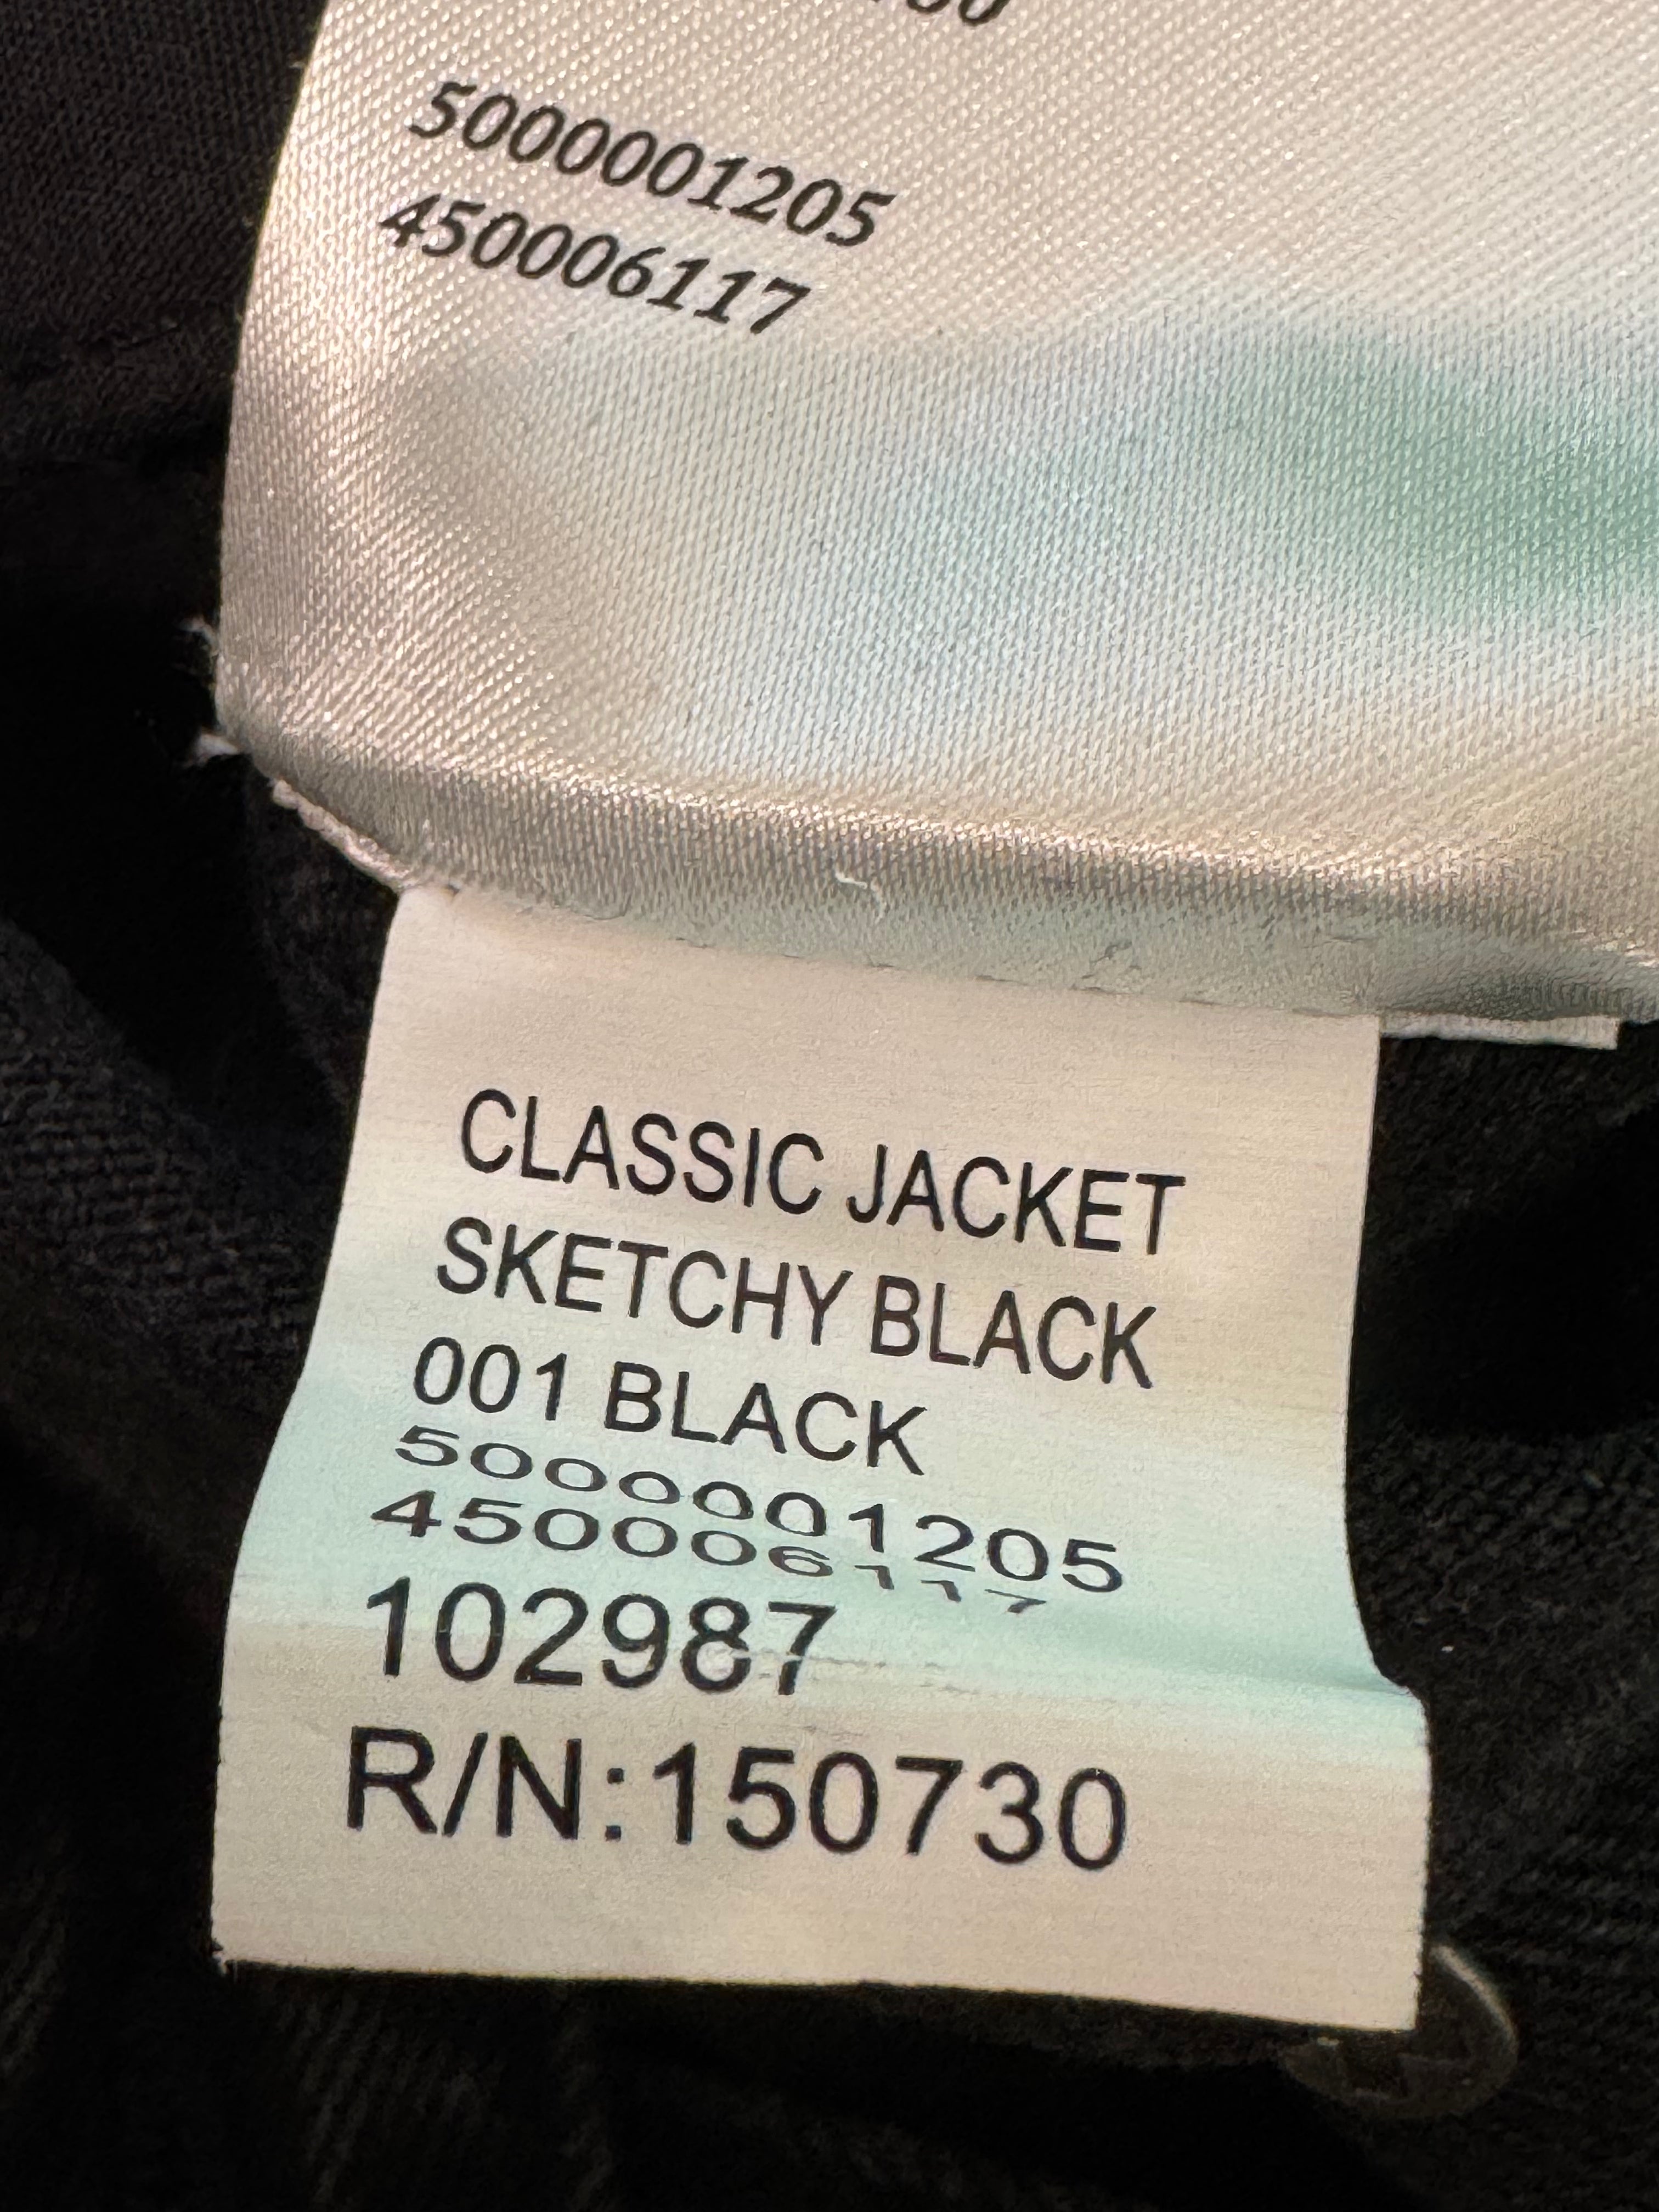 5000001205
450006117
CLASSIC JACKET
SKETCHY BLACK
001 BLACK
5000001205
450006117
102987
R/N:150730